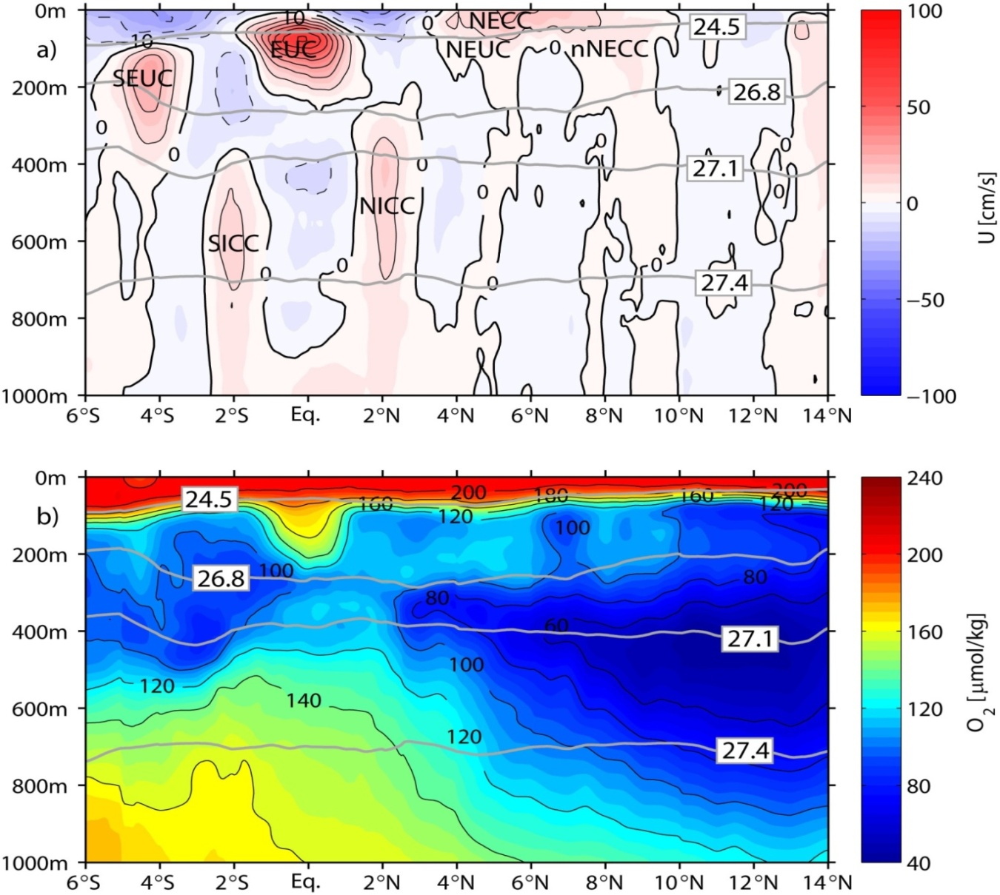 a)
0m
200m
400m
600m
800m
1000m
6°S 4°S 2°S Eq. 2°N 4°N 6°N 8°N 10°N 12°N 14°N
10
10
EUC
SEUC
NECC
NEUC
nNECC
SICC
NICC
0
0
0
0
0
0
0
0
0
0
0
0
0
24.5
26.8
27.1
27.4
100
50
0
−50
−100
U [cm/s]
b)
0m
200m
400m
600m
800m
1000m
6°S 4°S 2°S Eq. 2°N 4°N 6°N 8°N 10°N 12°N 14°N
24.5
26.8
27.1
27.4
160
200
180
160
200
120
120
100
100
80
80
60
100
120
140
120
240
200
160
120
80
40
O2 [μmol/kg]